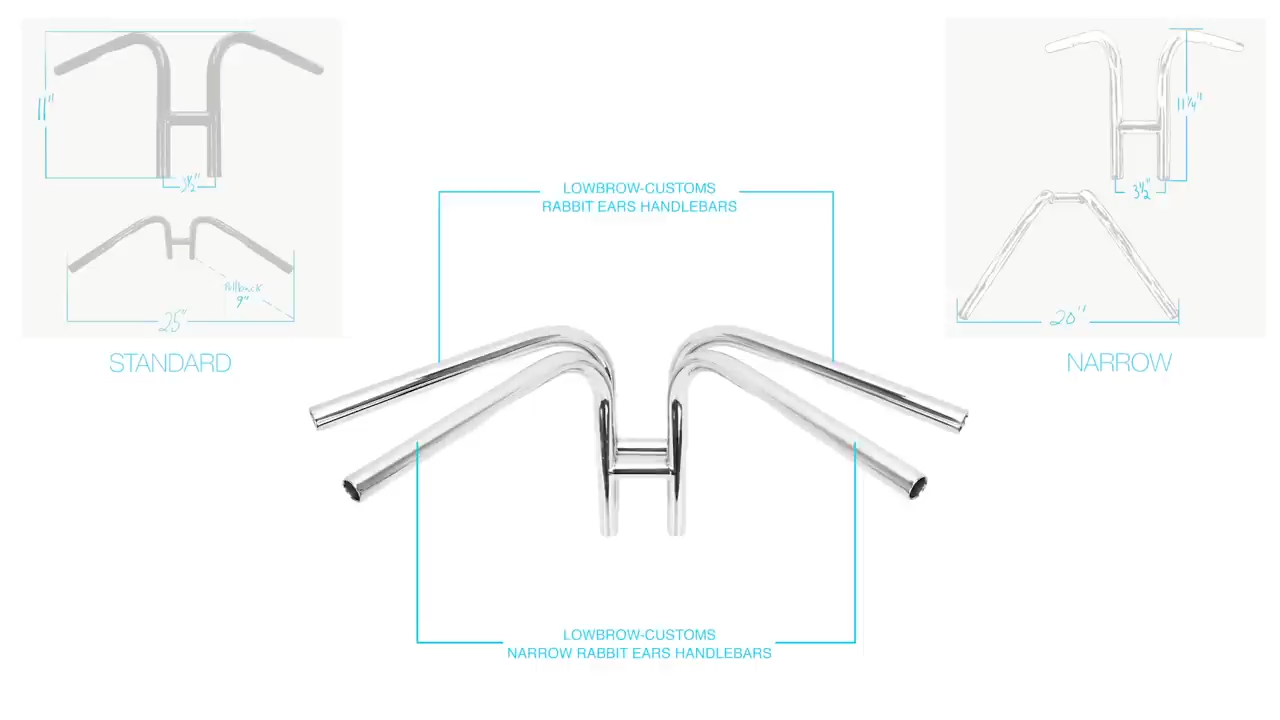 11"
3½"
Pullback
9"
25"
STANDARD
LOWBROW-CUSTOMS
RABBIT EARS HANDLEBARS
11¼"
3½"
20"
NARROW
LOWBROW-CUSTOMS
NARROW RABBIT EARS HANDLEBARS